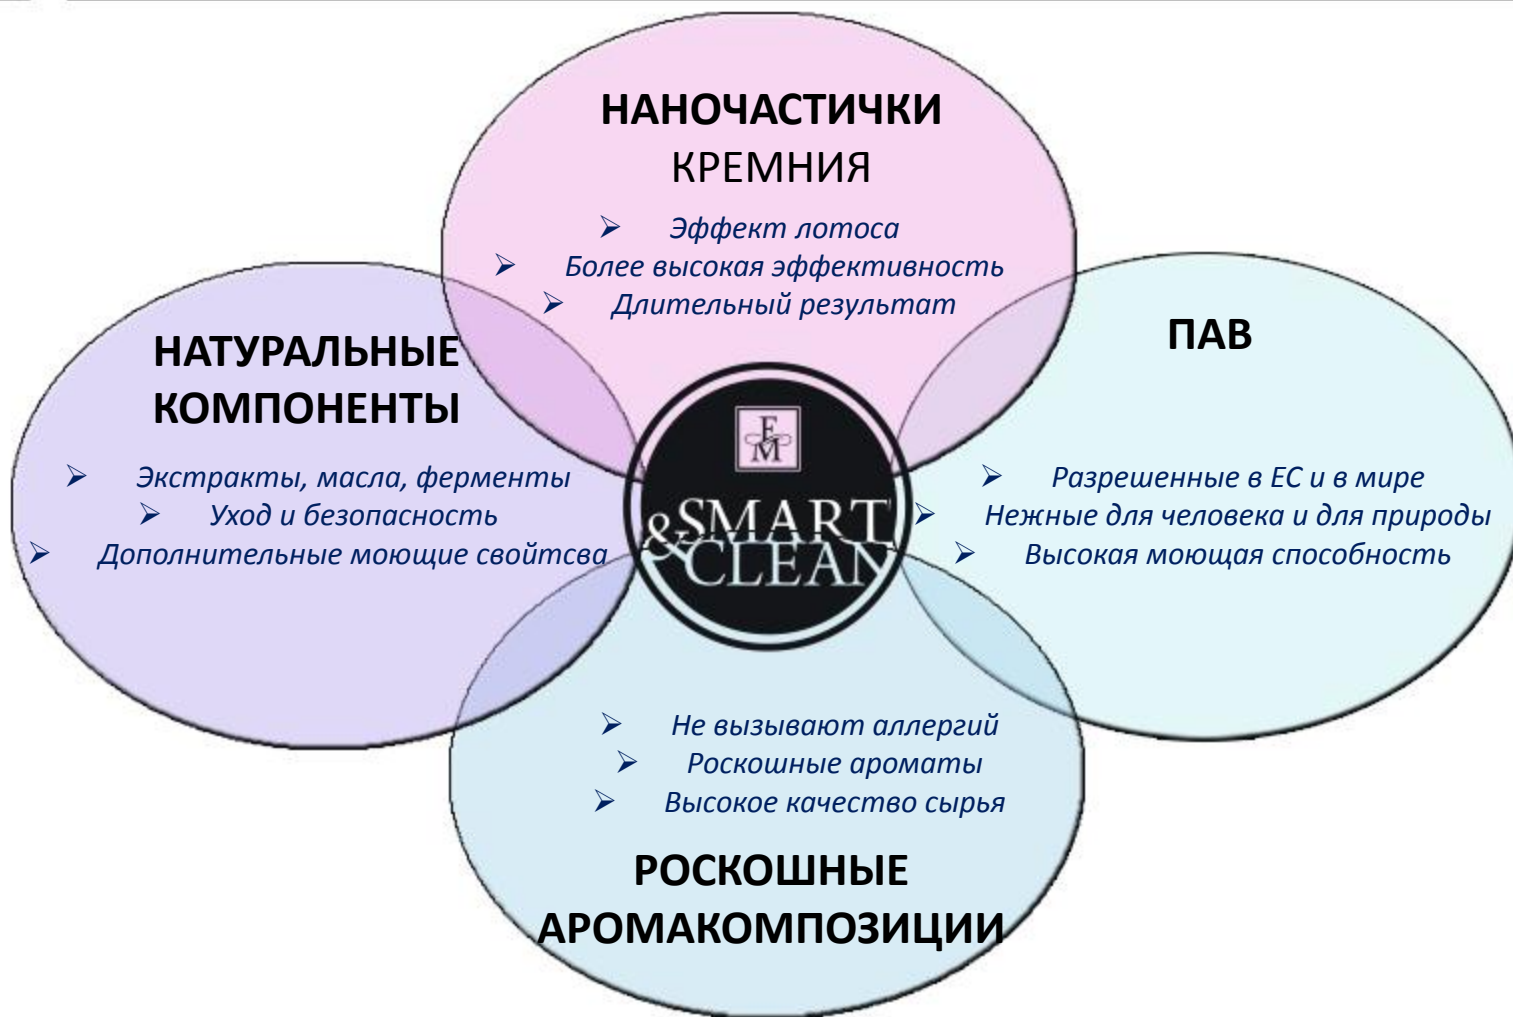 НАНОЧАСТИЧКИ
КРЕМНИЯ
➢ Эффект лотоса
➢ Более высокая эффективность
➢ Длительный результат
НАТУРАЛЬНЫЕ
КОМПОНЕНТЫ
➢ Экстракты, масла, ферменты
➢ Уход и безопасность
➢ Дополнительные моющие свойтсва
FM
&SMART
&CLEAN
ПАВ
➢ Разрешенные в ЕС и в мире
➢ Нежные для человека и для природы
➢ Высокая моющая способность
➢ Не вызывают аллергий
➢ Роскошные ароматы
➢ Высокое качество сырья
РОСКОШНЫЕ
АРОМАКОМПОЗИЦИИ